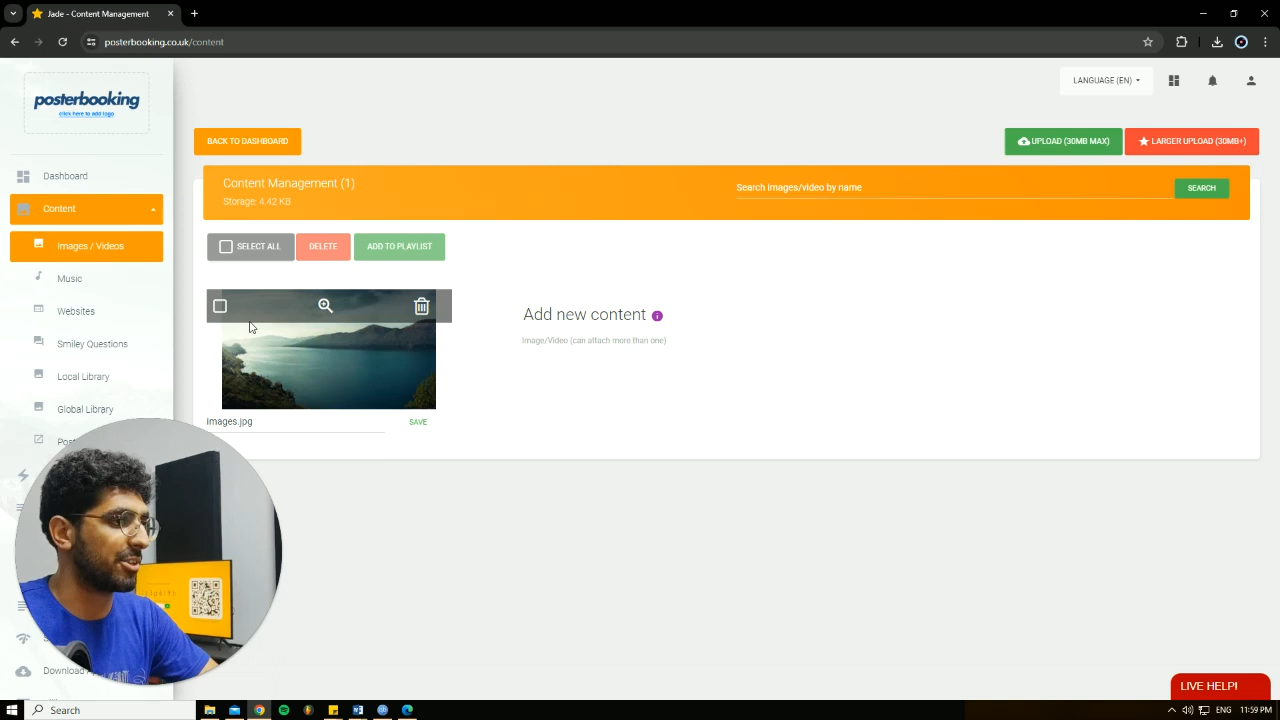 Jade - Content Management
posterbooking.co.uk/content
posterbooking
click here to add logo
LANGUAGE (EN)
BACK TO DASHBOARD
UPLOAD (30MB MAX)
LARGER UPLOAD (30MB+)
Dashboard
Content
Content Management (1)
Storage: 4.42 KB
Search images/video by name
SEARCH
Images / Videos
SELECT ALL
DELETE
ADD TO PLAYLIST
Music
Websites
Smiley Questions
Local Library
Global Library
Add new content
Image/Video (can attach more than one)
images.jpg
SAVE
Download
LIVE HELP!
Search
ENG
11:59 PM